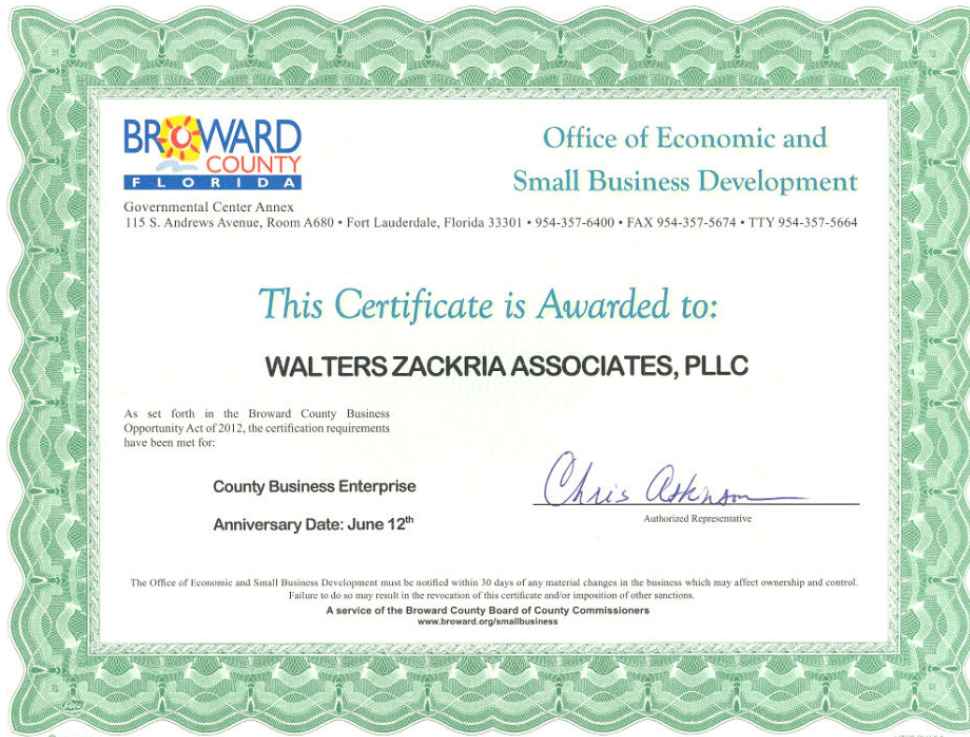 BROWARD
COUNTY
FLORIDA
Office of Economic and
Small Business Development
Governmental Center Annex
115 S. Andrews Avenue, Room A680 • Fort Lauderdale, Florida 33301 • 954-357-6400 • FAX 954-357-5674 • TTY 954-357-5664
This Certificate is Awarded to:
WALTERS ZACKRIA ASSOCIATES, PLLC
As set forth in the Broward County Business
Opportunity Act of 2012, the certification requirements
have been met for:
County Business Enterprise
Anniversary Date: June 12th
Chris Atkinson
Authorized Representative
The Office of Economic and Small Business Development must be notified within 30 days of any material changes in the business which may affect ownership and control.
Failure to do so may result in the revocation of this certificate and/or imposition of other sanctions.
A service of the Broward County Board of County Commissioners
www.broward.org/smallbusiness